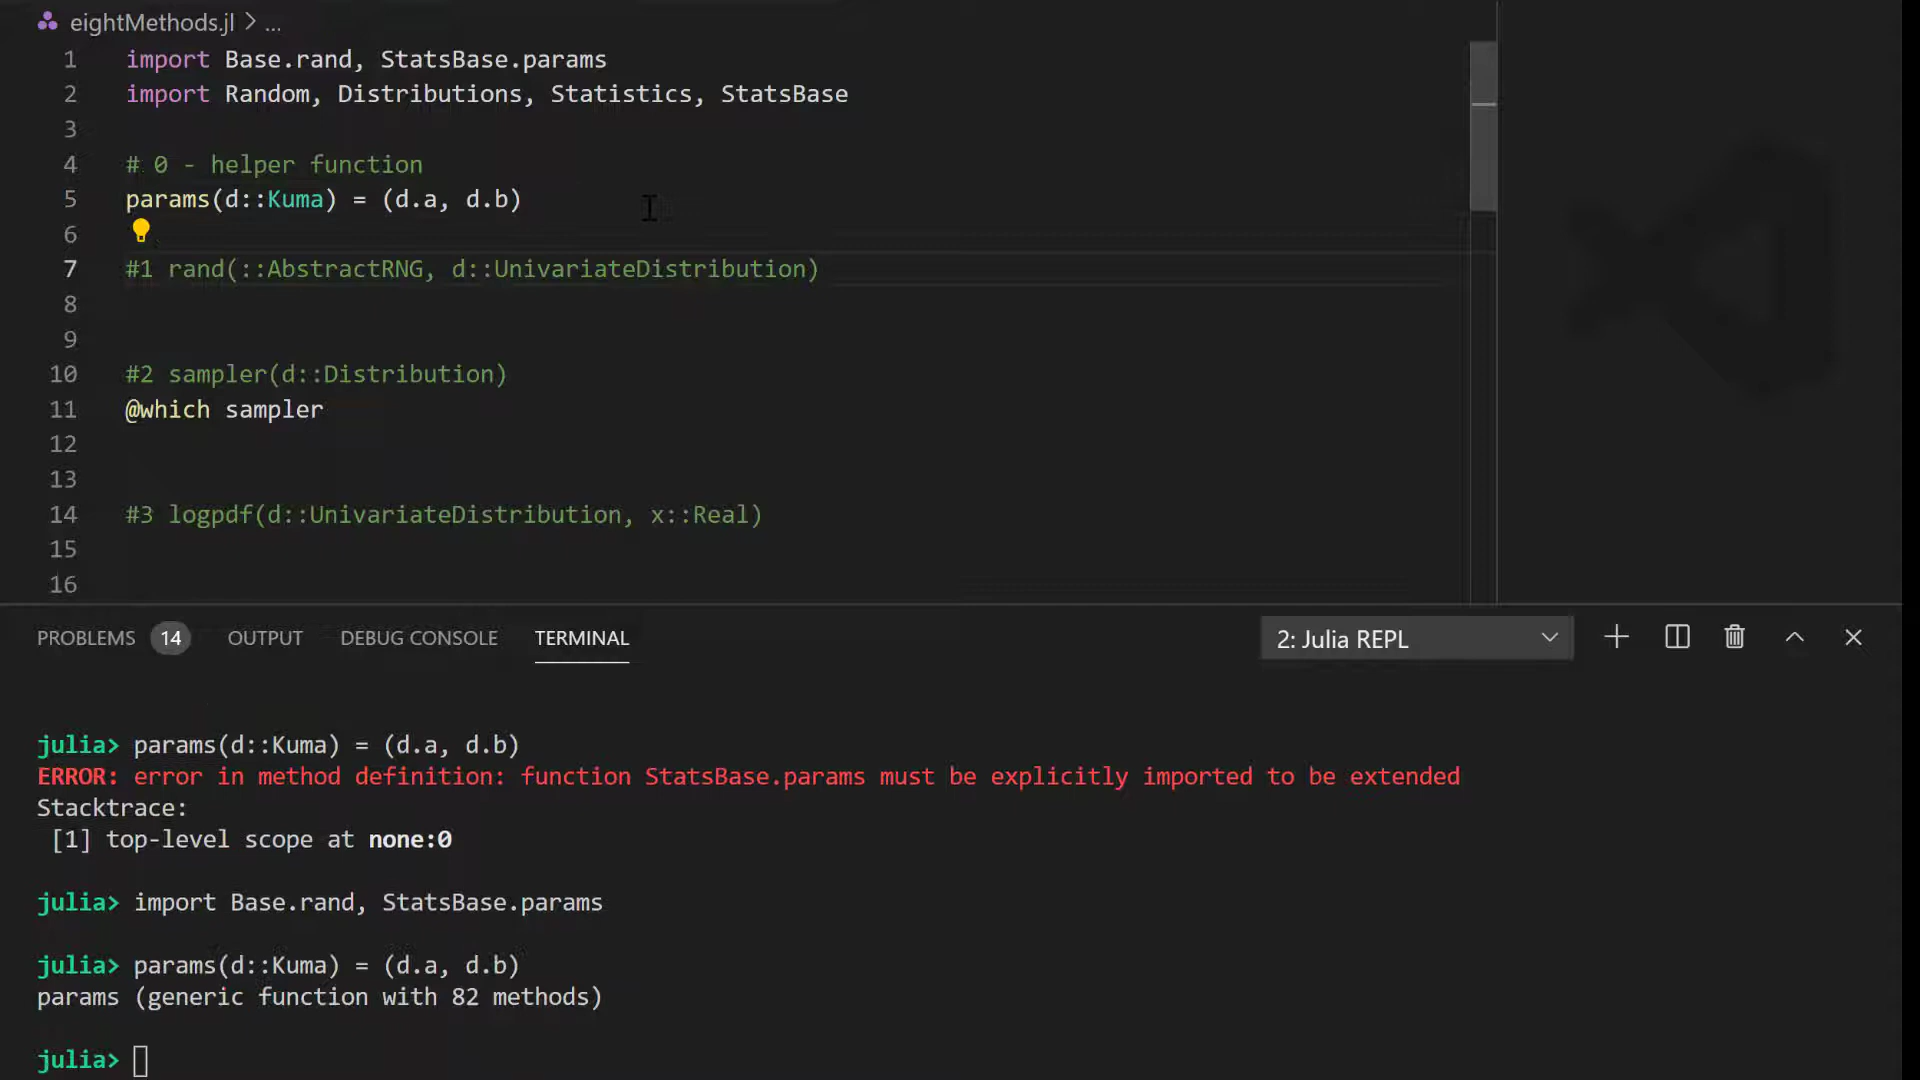 eightMethods.jl > ...
1 import Base.rand, StatsBase.params
2 import Random, Distributions, Statistics, StatsBase
3
4 # 0 - helper function
5 params(d::Kuma) = (d.a, d.b)
6
7 #1 rand(::AbstractRNG, d::UnivariateDistribution)
8
9
10 #2 sampler(d::Distribution)
11 @which sampler
12
13
14 #3 logpdf(d::UnivariateDistribution, x::Real)
15
16
PROBLEMS 14 OUTPUT DEBUG CONSOLE TERMINAL 2: Julia REPL
julia> params(d::Kuma) = (d.a, d.b)
ERROR: error in method definition: function StatsBase.params must be explicitly imported to be extended
Stacktrace:
[1] top-level scope at none:0
julia> import Base.rand, StatsBase.params
julia> params(d::Kuma) = (d.a, d.b)
params (generic function with 82 methods)
julia>